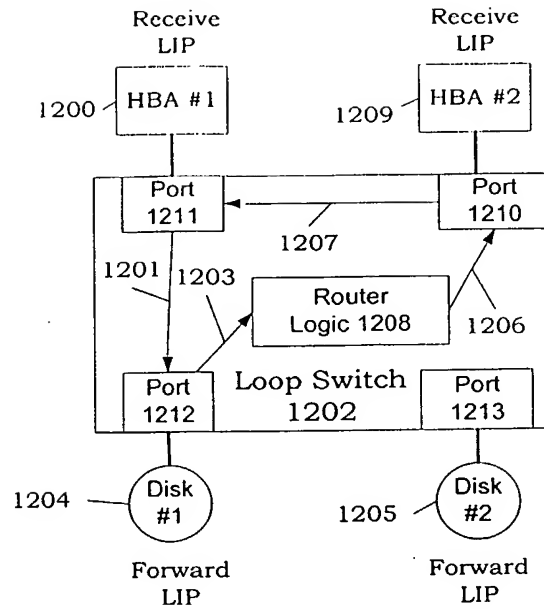 Receive
LIP
Receive
LIP
1200
HBA #1
1209
HBA #2
Port
1211
Port
1210
1207
1201
1203
Router
Logic 1208
1206
Port
1212
Loop Switch
1202
Port
1213
1204
Disk
#1
1205
Disk
#2
Forward
LIP
Forward
LIP